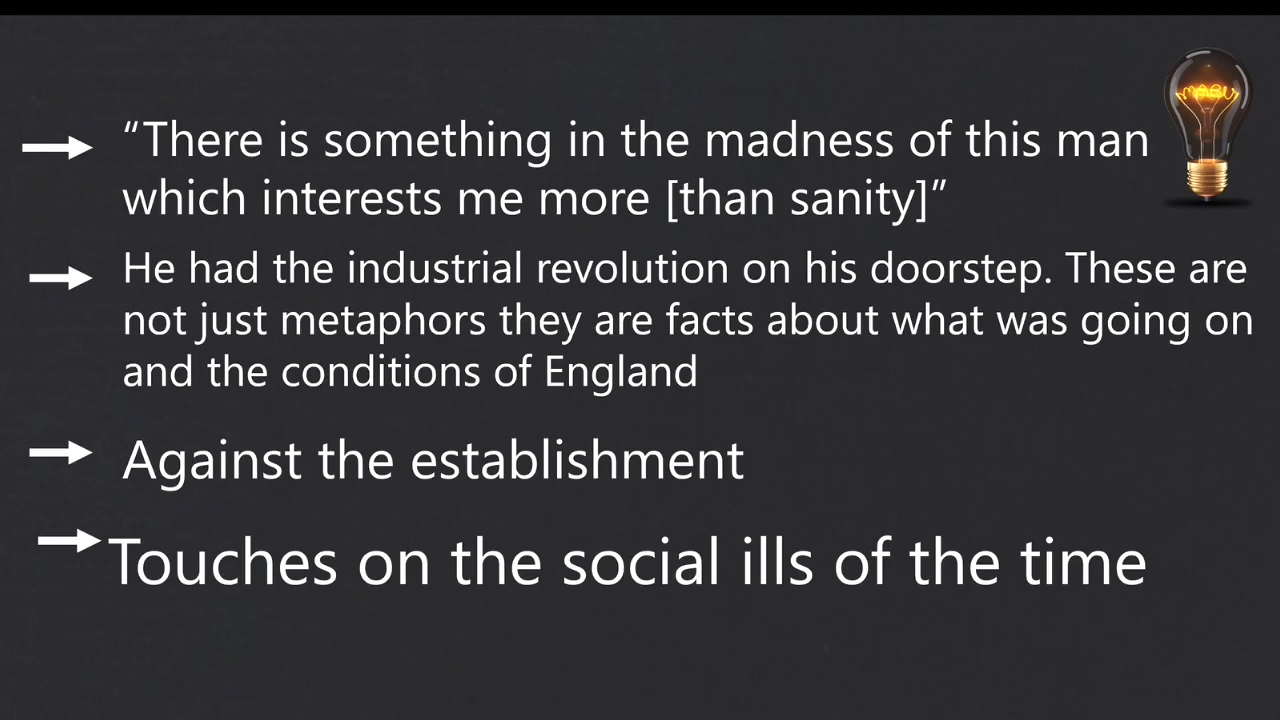 “There is something in the madness of this man
which interests me more [than sanity]”
He had the industrial revolution on his doorstep. These are
not just metaphors they are facts about what was going on
and the conditions of England
Against the establishment
Touches on the social ills of the time